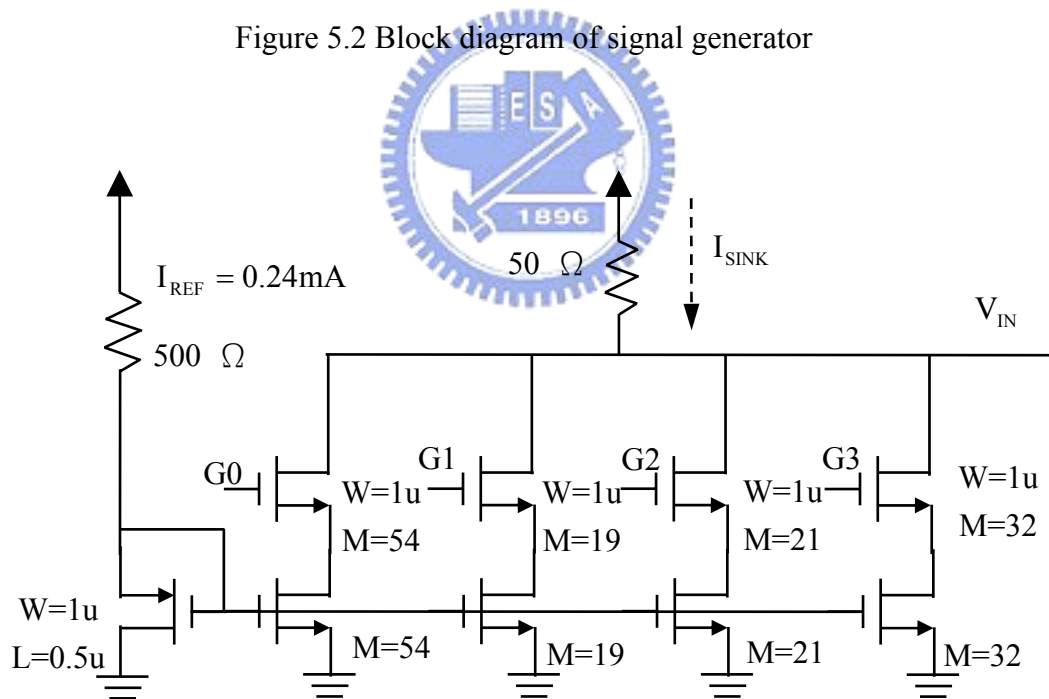 Figure 5.2 Block diagram of signal generator
E S A
1896
I_REF = 0.24mA
500 Ω
50 Ω
I_SINK
V_IN
G0
G1
G2
G3
W=1u
W=1u
W=1u
W=1u
M=54
M=19
M=21
M=32
W=1u
L=0.5u
M=54
M=19
M=21
M=32